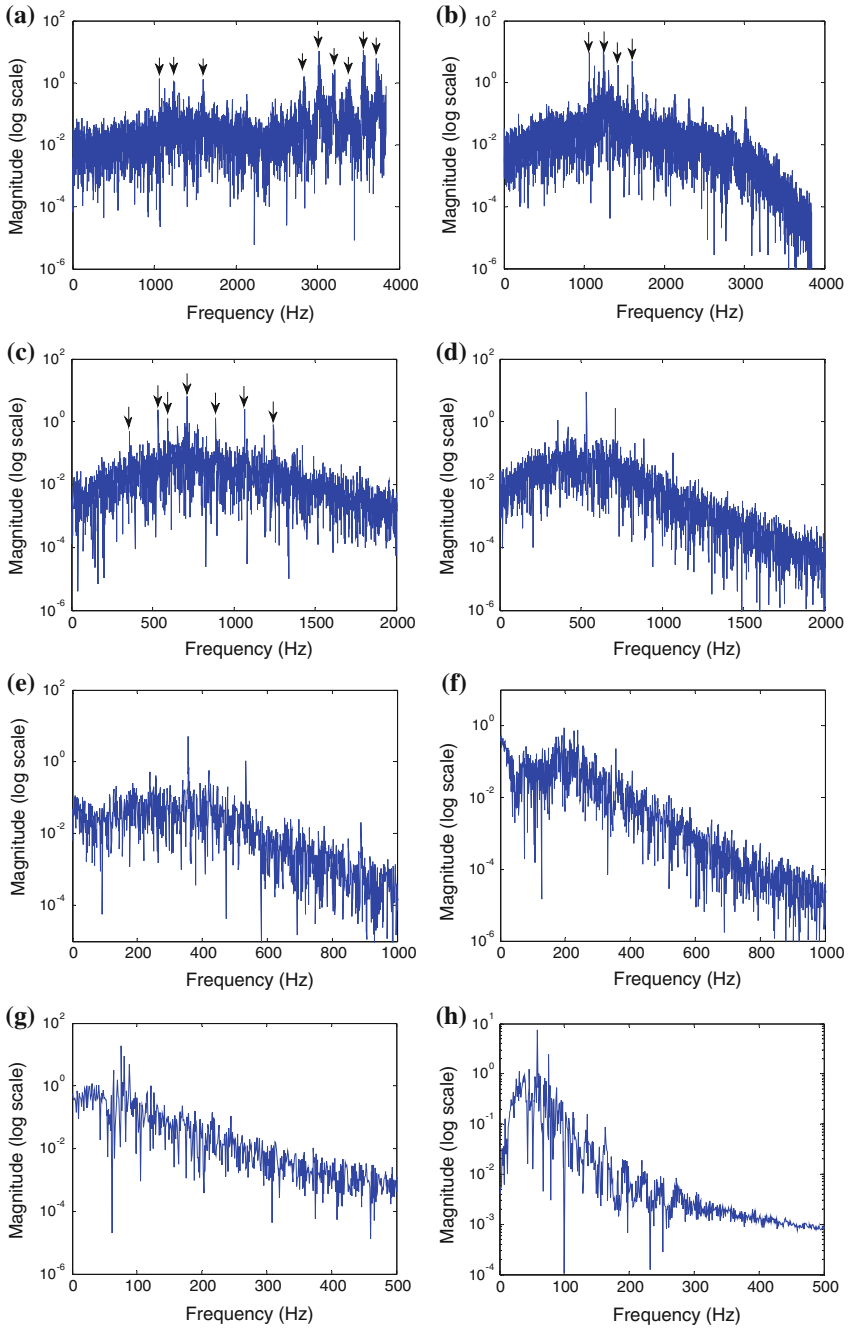 (a)
Magnitude (log scale)
10^2
10^0
10^-2
10^-4
10^-6
0 1000 2000 3000 4000
Frequency (Hz)
(b)
Magnitude (log scale)
10^2
10^0
10^-2
10^-4
10^-6
0 1000 2000 3000 4000
Frequency (Hz)
(c)
Magnitude (log scale)
10^2
10^0
10^-2
10^-4
10^-6
0 500 1000 1500 2000
Frequency (Hz)
(d)
Magnitude (log scale)
10^2
10^0
10^-2
10^-4
10^-6
0 500 1000 1500 2000
Frequency (Hz)
(e)
Magnitude (log scale)
10^2
10^0
10^-2
10^-4
0 200 400 600 800 1000
Frequency (Hz)
(f)
Magnitude (log scale)
10^0
10^-2
10^-4
10^-6
0 200 400 600 800 1000
Frequency (Hz)
(g)
Magnitude (log scale)
10^2
10^0
10^-2
10^-4
10^-6
0 100 200 300 400 500
Frequency (Hz)
(h)
Magnitude (log scale)
10^1
10^0
10^-1
10^-2
10^-3
10^-4
0 100 200 300 400 500
Frequency (Hz)